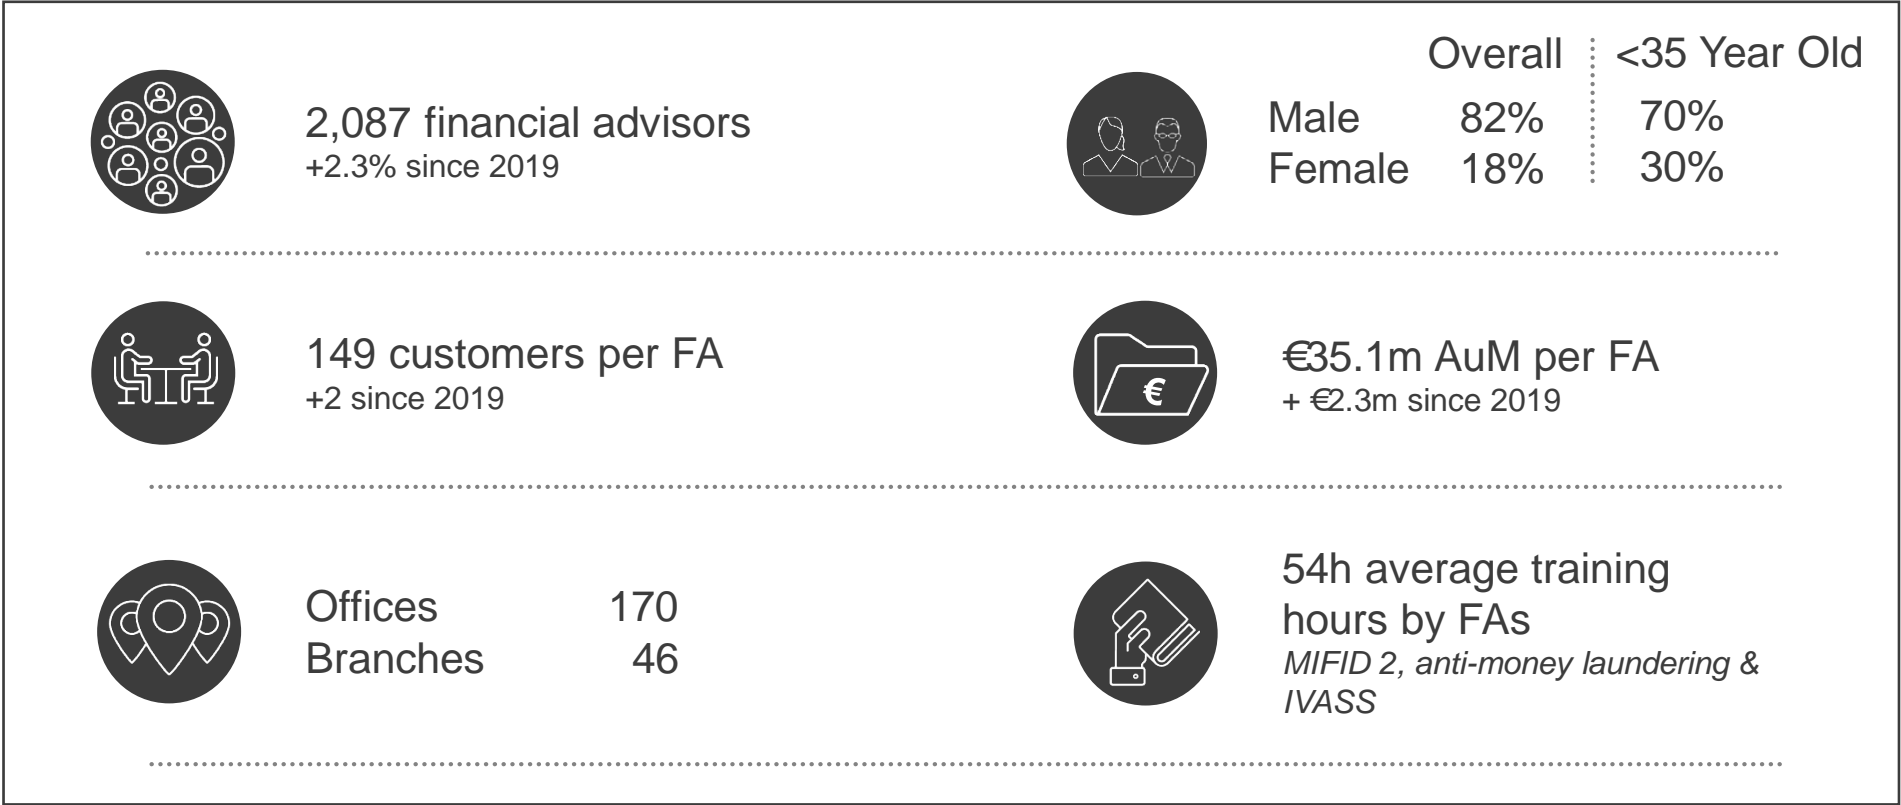 2,087 financial advisors
+2.3% since 2019
Overall <35 Year Old
Male 82% 70%
Female 18% 30%
149 customers per FA
+2 since 2019
€35.1m AuM per FA
+ €2.3m since 2019
€
Offices 170
Branches 46
54h average training
hours by FAs
MIFID 2, anti-money laundering &
IVASS